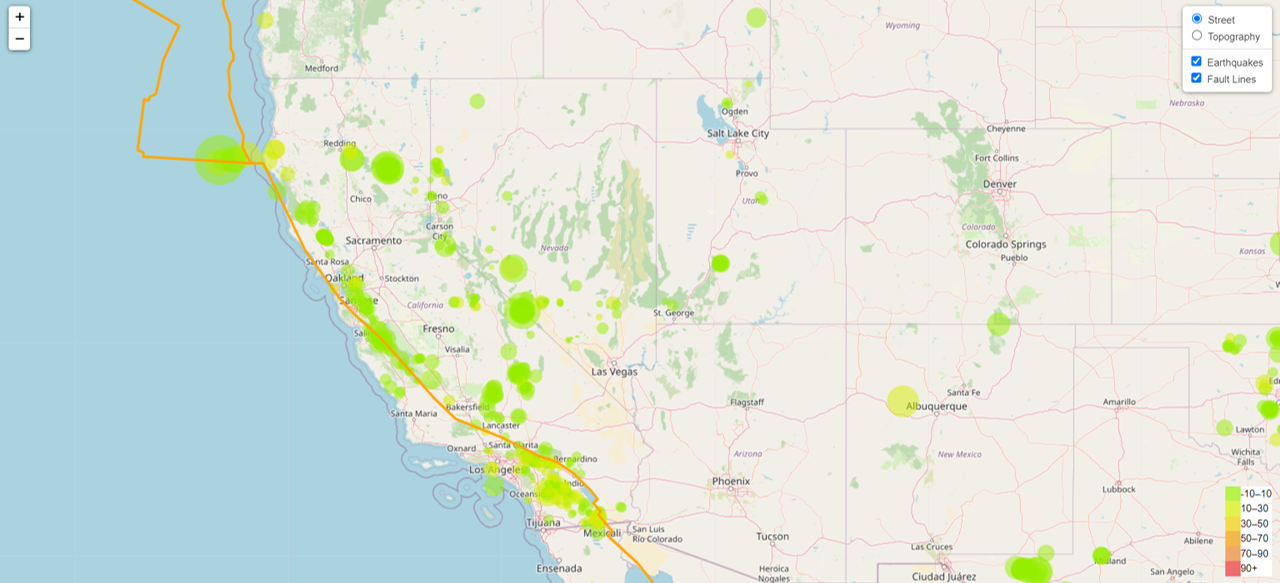 +
−
Street
Topography
Earthquakes
Fault Lines
Wyoming
Medford
Nebraska
Ogden
Salt Lake City
Cheyenne
Redding
Fort Collins
Provo
Denver
Chico
Utah
Carson
City
Colorado
Sacramento
Nevada
Colorado Springs
Kansas
Pueblo
Santa Rosa
Oakland
Stockton
California
St. George
Fresno
Visalia
Las Vegas
Santa Fe
Flagstaff
Amarillo
Albuquerque
Bakersfield
Santa Maria
Lancaster
Lawton
Santa Clarita
Oxnard
Bernardino
Arizona
New Mexico
Wichita
Falls
Los Angeles
Indio
Phoenix
Lubbock
-10–10
10–30
30–50
50–70
70–90
90+
Tijuana
Mexicali
San Luis
Río Colorado
Tucson
Abilene
Las Cruces
Ensenada
Heroica
Nogales
Ciudad Juárez
San Angelo